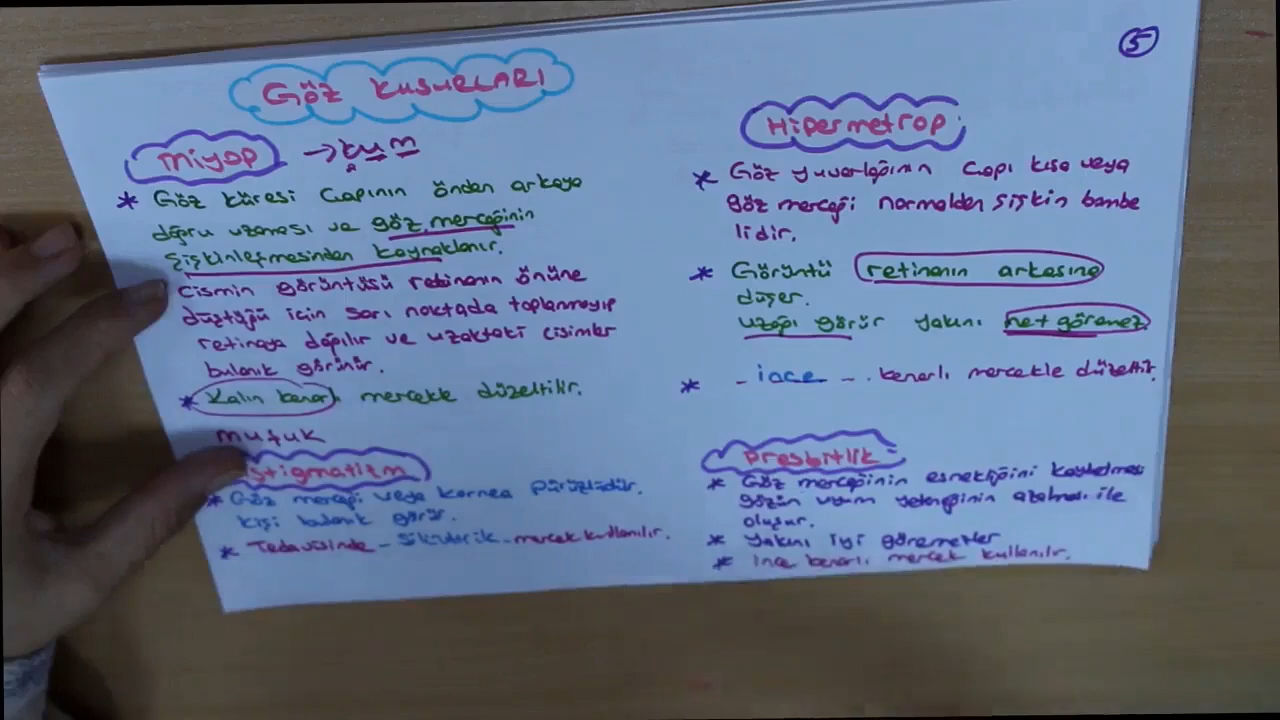 5
GÖZ KUSURLARI
Miyop → kum
* Göz küresi çapının önden arkaya
doğru uzaması ve göz merceğinin
şişkinleşmesinden kaynaklanır.
Cismin görüntüsü retinanın önüne
düştüğü için sarı noktada toplanmayıp
retinaya dağılır ve uzaktaki cisimler
bulanık görünür.
* Kalın kenarlı mercekle düzeltilir.
mufuk
Astigmatizm
* Göz merceği veya kornea pürüzlüdür.
kişi bulanık görür.
* Tedavisinde - Silindirik - mercek kullanılır.
Hipermetrop
* Göz yuvarlağının çapı kısa veya
göz merceği normalden şişkin bombe
lidir.
* Görüntü retinanın arkasına
düşer.
uzağı görür yakını net göremez
* - ince - . kenarlı mercekle düzeltilir.
Presbitlik
* Göz merceğinin esnekliğini kaybetmesi
gözün uyum yeteneğinin azalması ile
oluşur.
* Yakını iyi göremezler
* ince kenarlı mercek kullanılır.